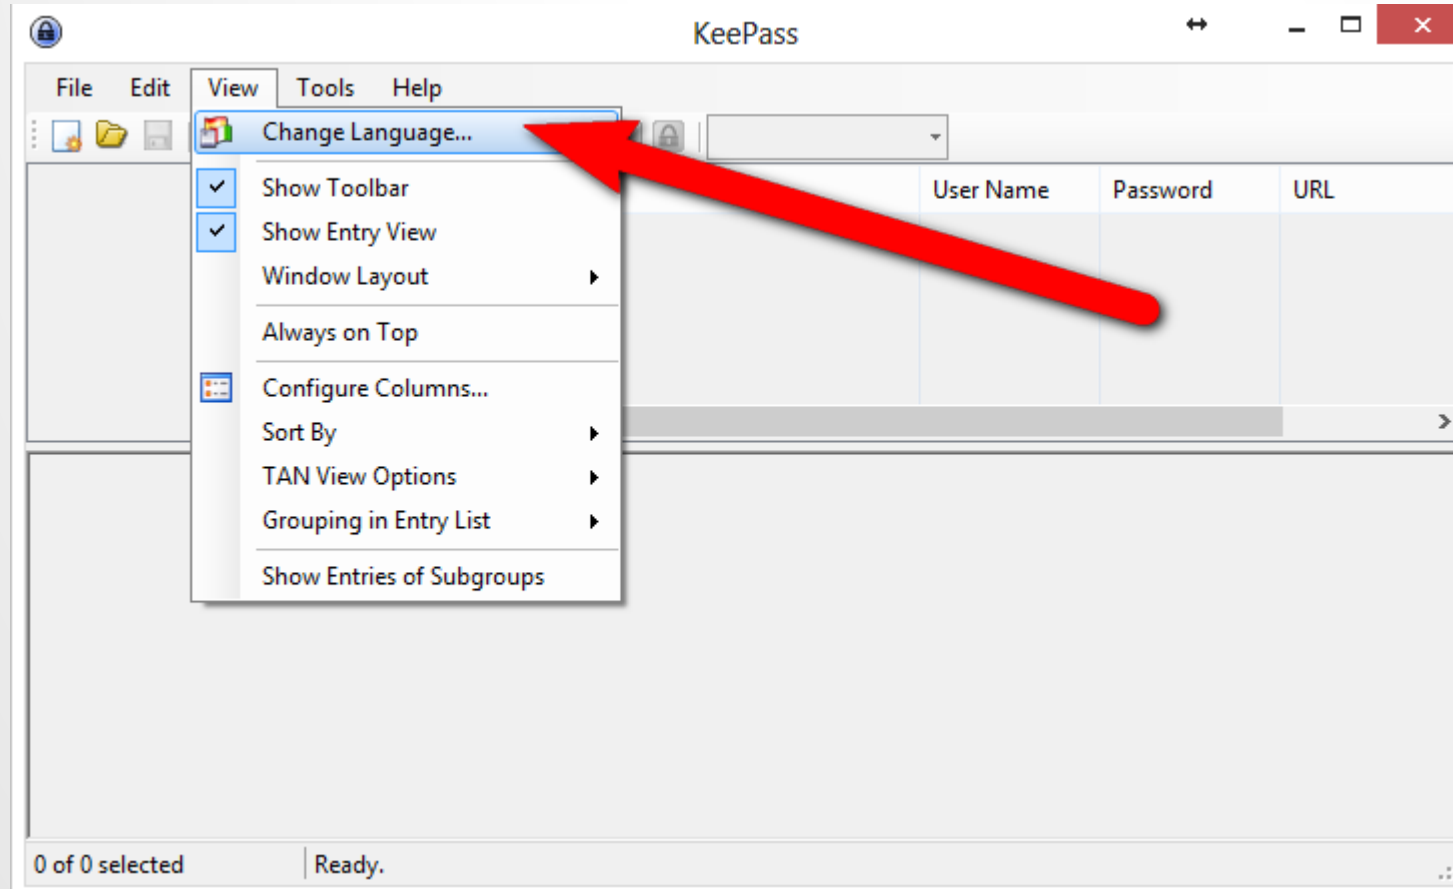 KeePass
File Edit View Tools Help
Change Language...
Show Toolbar
User Name Password URL
Show Entry View
Window Layout
Always on Top
Configure Columns...
Sort By
TAN View Options
Grouping in Entry List
Show Entries of Subgroups
0 of 0 selected Ready.